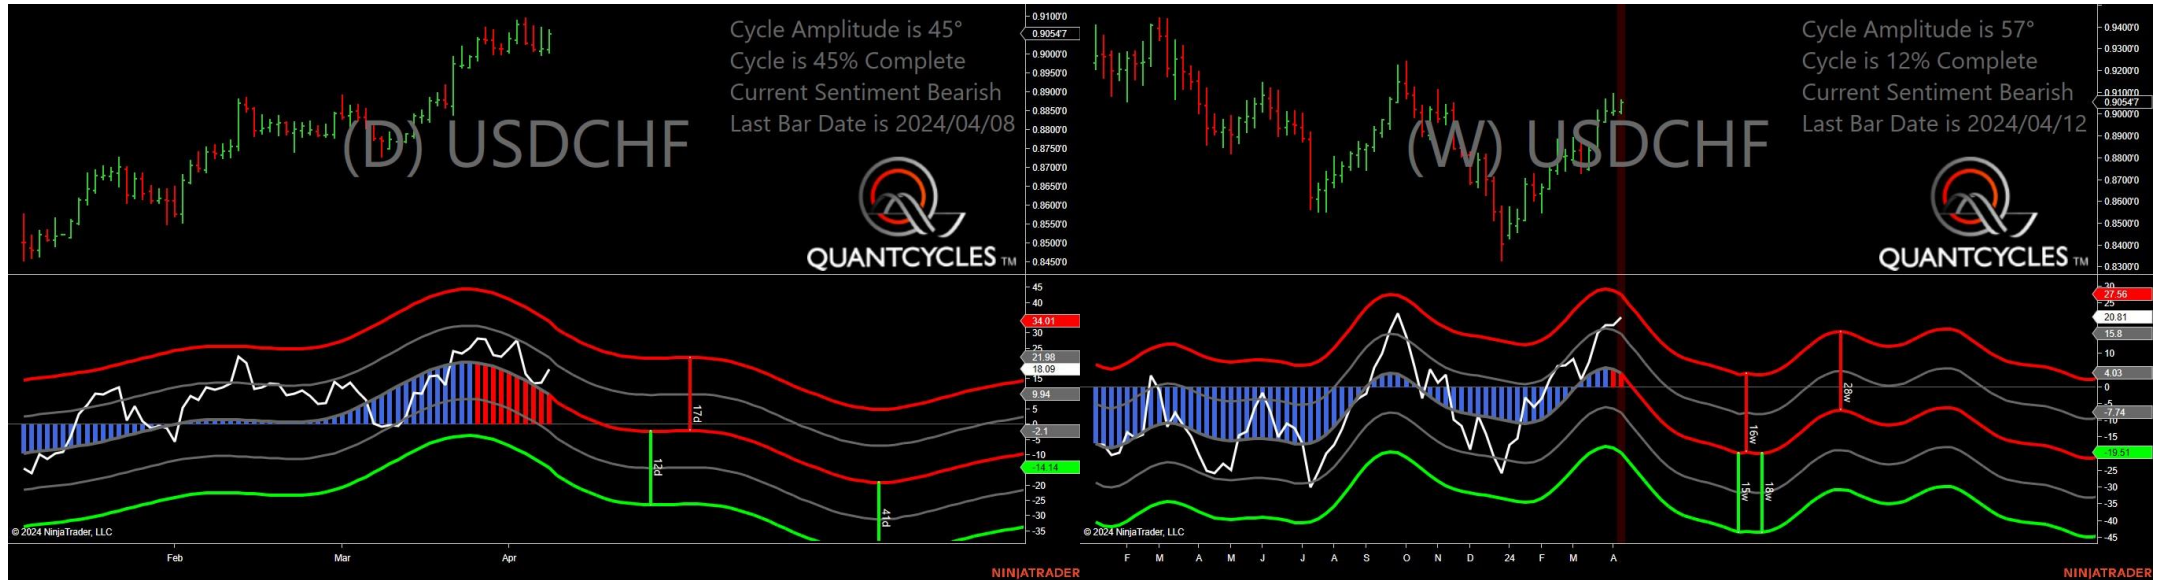 Cycle Amplitude is 45°
Cycle is 45% Complete
Current Sentiment Bearish
Last Bar Date is 2024/04/08
(D) USDCHF
QUANTCYCLES TM
0.9100'0
0.9054'7
0.9000'0
0.8950'0
0.8900'0
0.8850'0
0.8800'0
0.8750'0
0.8700'0
0.8650'0
0.8600'0
0.8550'0
0.8500'0
0.8450'0
45
40
34.01
30
25
21.98
18.09
15
9.94
5
0
-2.1
-5
-10
-14.14
-20
-25
-30
-35
17d
12d
41d
© 2024 NinjaTrader, LLC
Feb
Mar
Apr
NINJATRADER
Cycle Amplitude is 57°
Cycle is 12% Complete
Current Sentiment Bearish
Last Bar Date is 2024/04/12
(W) USDCHF
QUANTCYCLES TM
0.9400'0
0.9300'0
0.9200'0
0.9100'0
0.9054'7
0.9000'0
0.8900'0
0.8800'0
0.8700'0
0.8600'0
0.8500'0
0.8400'0
0.8300'0
30
27.56
25
20.81
15.8
10
4.03
0
-5
-7.74
-10
-15
-19.51
-25
-30
-35
-40
-45
28w
16w
15w
18w
© 2024 NinjaTrader, LLC
F
M
A
M
J
J
A
S
O
N
D
24
F
M
A
NINJATRADER